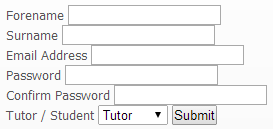 Forename
Surname
Email Address
Password
Confirm Password
Tutor / Student Tutor Submit